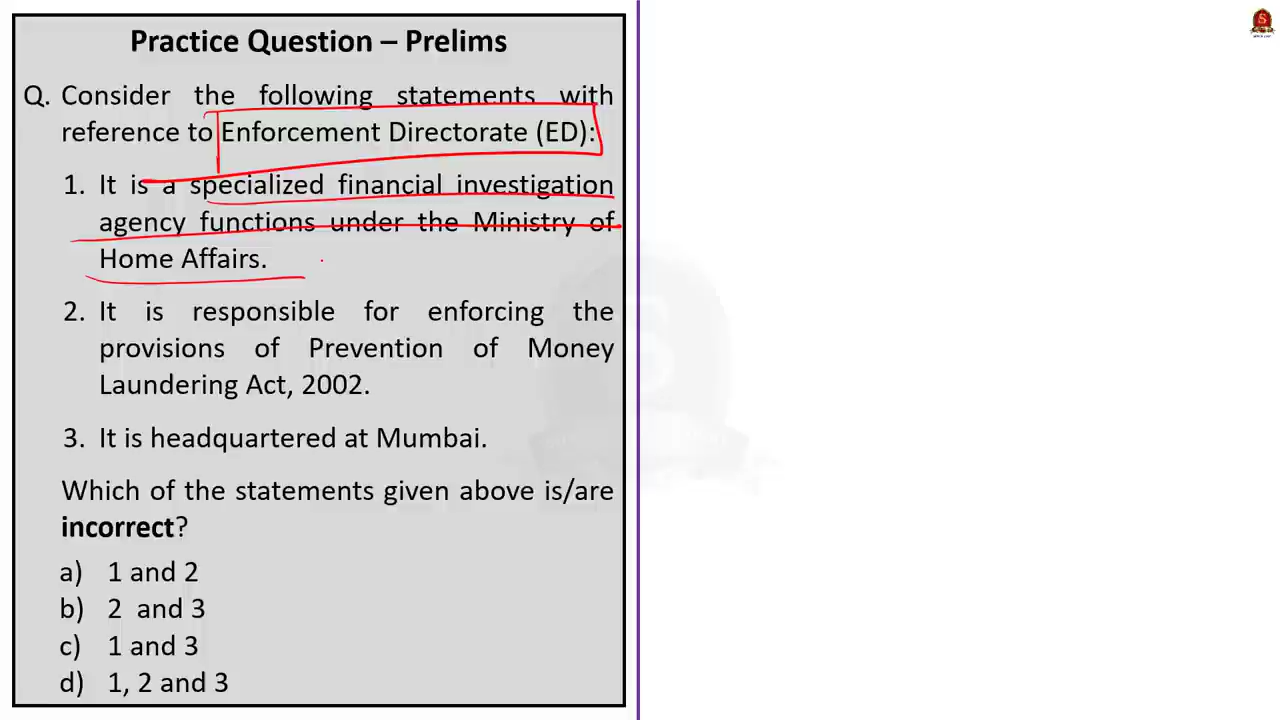 Practice Question – Prelims
Q. Consider the following statements with
reference to Enforcement Directorate (ED):
1. It is a specialized financial investigation
agency functions under the Ministry of
Home Affairs.
2. It is responsible for enforcing the
provisions of Prevention of Money
Laundering Act, 2002.
3. It is headquartered at Mumbai.
Which of the statements given above is/are
incorrect?
a) 1 and 2
b) 2 and 3
c) 1 and 3
d) 1, 2 and 3